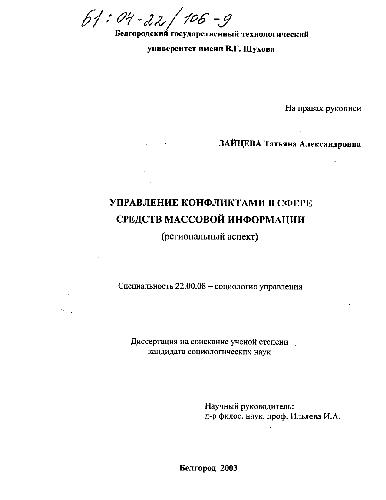 61:04-22/106-9
Белгородский государственный технологический
университет имени В.Г. Шухова
На правах рукописи
ЗАЙЦЕВА Татьяна Александровна
УПРАВЛЕНИЕ КОНФЛИКТАМИ В СФЕРЕ
СРЕДСТВ МАССОВОЙ ИНФОРМАЦИИ
(региональный аспект)
Специальность 22.00.08 – социология управления
Диссертация на соискание ученой степени
кандидата социологических наук
Научный руководитель:
д-р филос. наук, проф. Ильяева И.А.
Белгород 2003